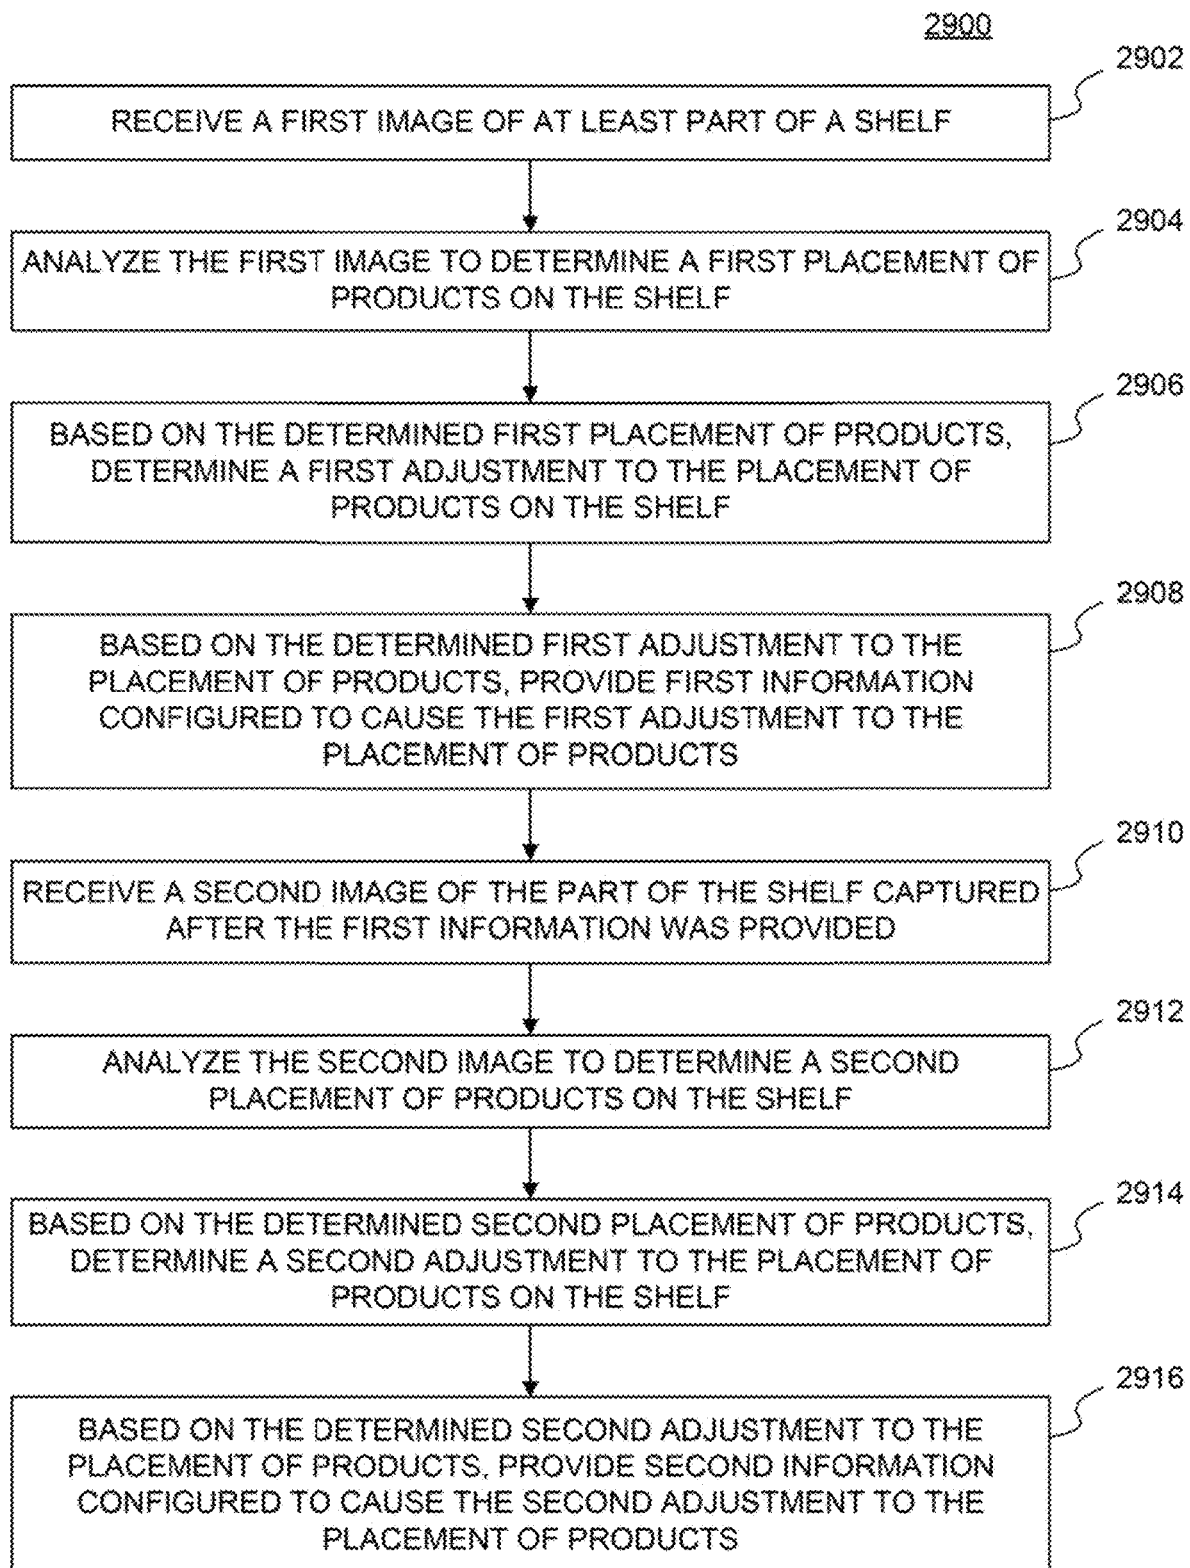 2900
2902
RECEIVE A FIRST IMAGE OF AT LEAST PART OF A SHELF
2904
ANALYZE THE FIRST IMAGE TO DETERMINE A FIRST PLACEMENT OF
PRODUCTS ON THE SHELF
2906
BASED ON THE DETERMINED FIRST PLACEMENT OF PRODUCTS,
DETERMINE A FIRST ADJUSTMENT TO THE PLACEMENT OF
PRODUCTS ON THE SHELF
2908
BASED ON THE DETERMINED FIRST ADJUSTMENT TO THE
PLACEMENT OF PRODUCTS, PROVIDE FIRST INFORMATION
CONFIGURED TO CAUSE THE FIRST ADJUSTMENT TO THE
PLACEMENT OF PRODUCTS
2910
RECEIVE A SECOND IMAGE OF THE PART OF THE SHELF CAPTURED
AFTER THE FIRST INFORMATION WAS PROVIDED
2912
ANALYZE THE SECOND IMAGE TO DETERMINE A SECOND
PLACEMENT OF PRODUCTS ON THE SHELF
2914
BASED ON THE DETERMINED SECOND PLACEMENT OF PRODUCTS,
DETERMINE A SECOND ADJUSTMENT TO THE PLACEMENT OF
PRODUCTS ON THE SHELF
2916
BASED ON THE DETERMINED SECOND ADJUSTMENT TO THE
PLACEMENT OF PRODUCTS, PROVIDE SECOND INFORMATION
CONFIGURED TO CAUSE THE SECOND ADJUSTMENT TO THE
PLACEMENT OF PRODUCTS